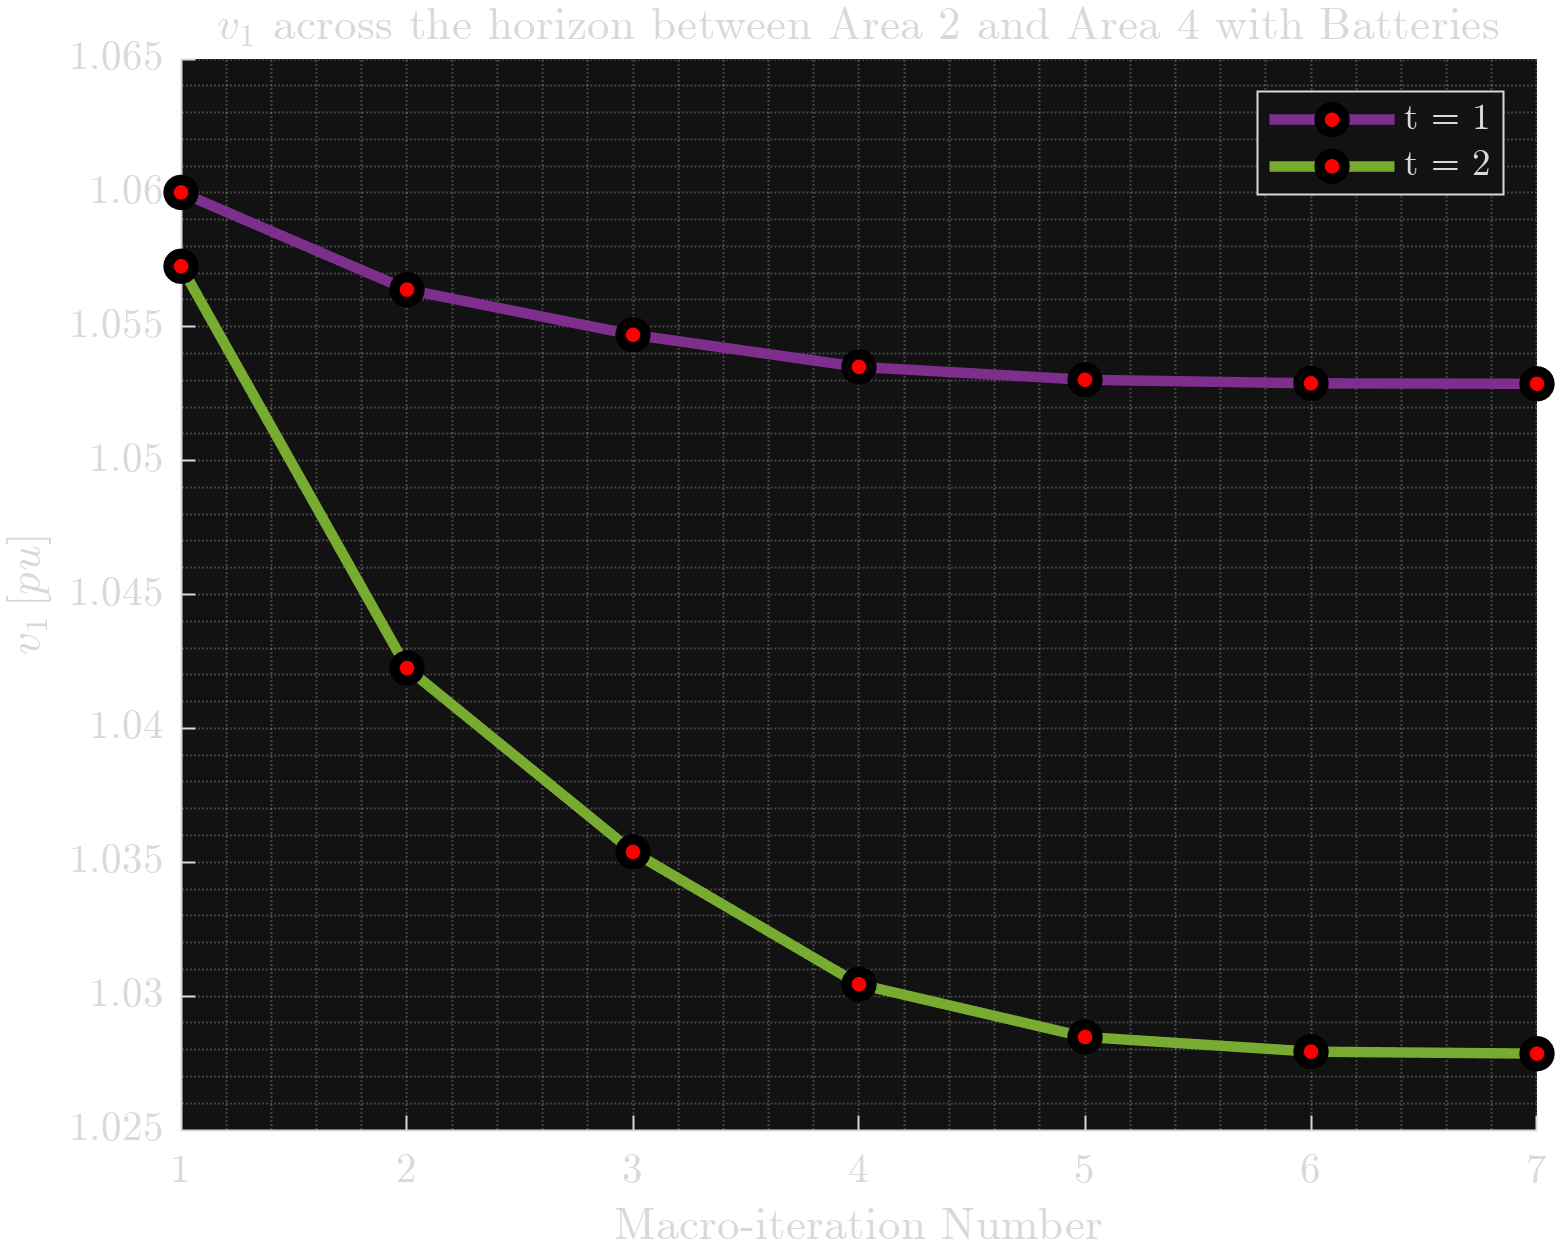 v₁ across the horizon between Area 2 and Area 4 with Batteries
1.065
1.06
1.055
1.05
1.045
1.04
1.035
1.03
1.025
v₁ [pu]
t = 1
t = 2
1 2 3 4 5 6 7
Macro-iteration Number